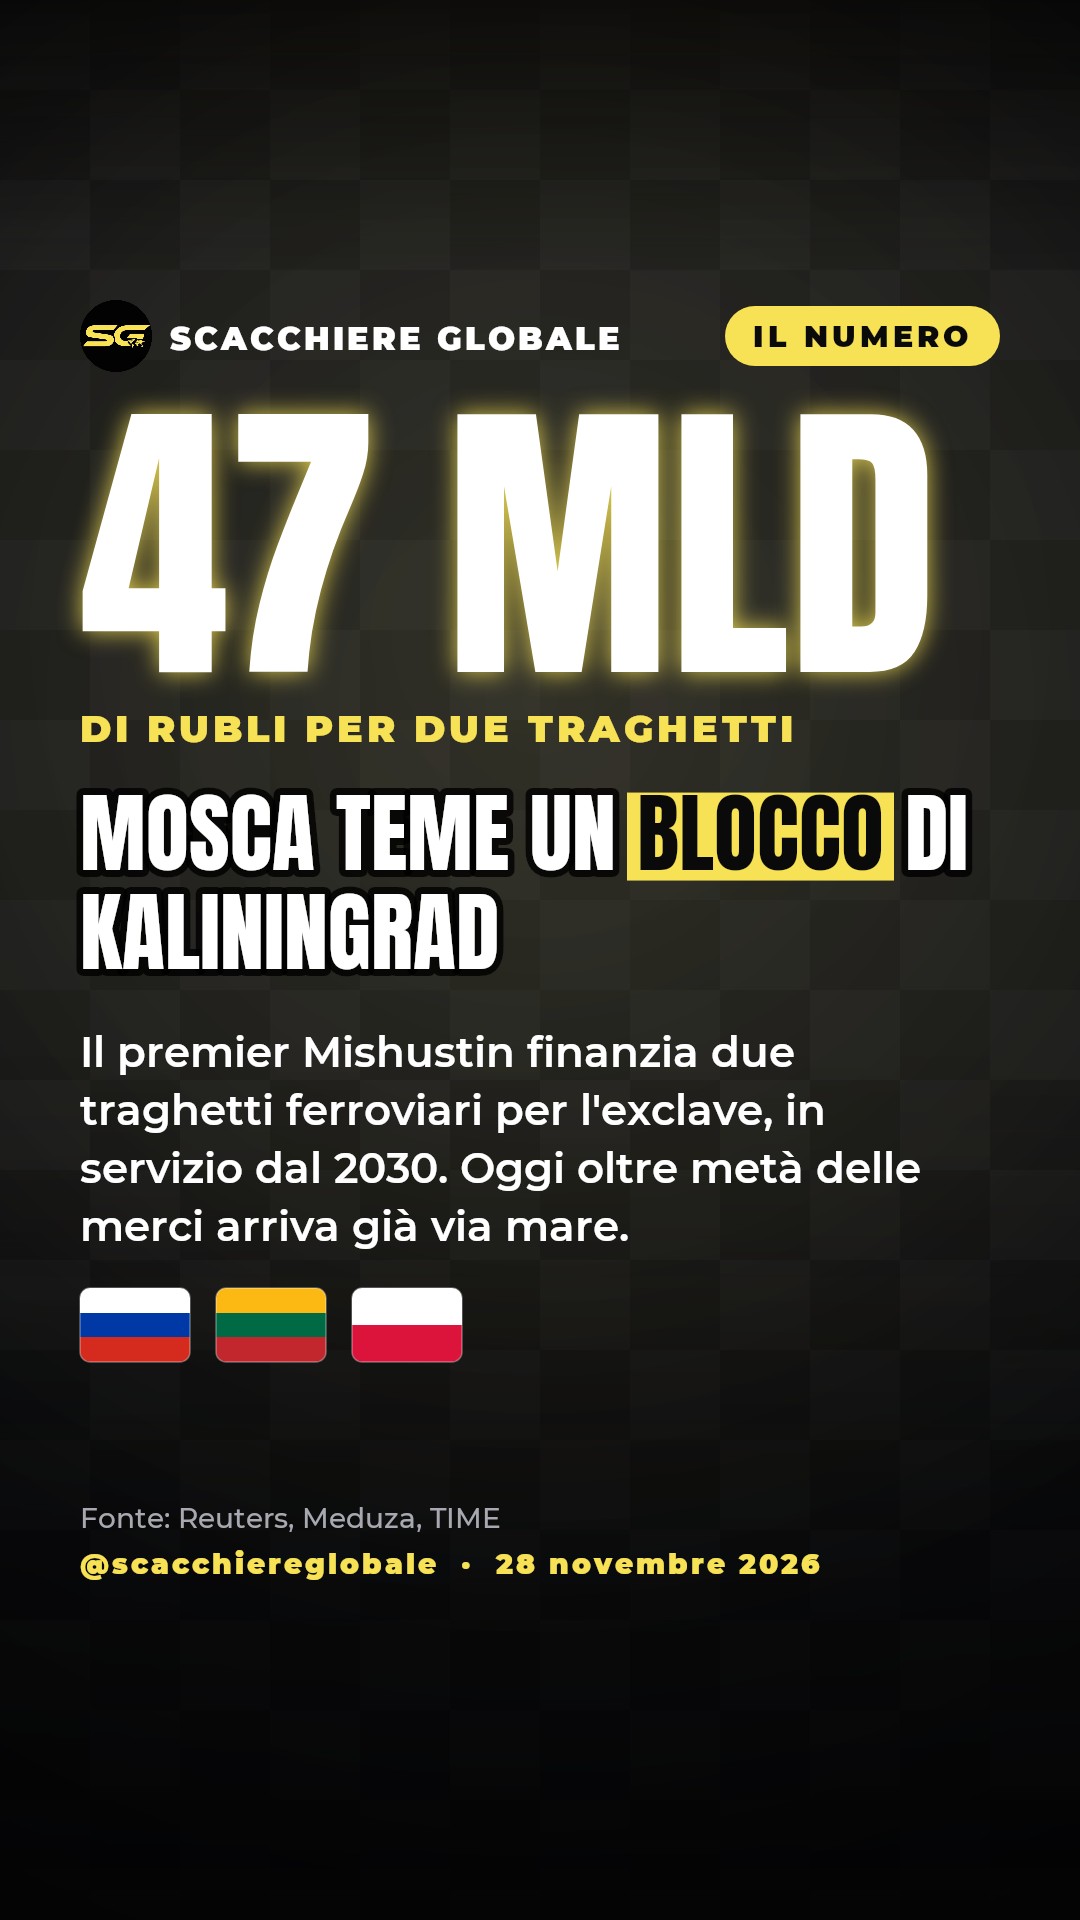 SG
SCACCHIERE GLOBALE
IL NUMERO
47 MLD
DI RUBLI PER DUE TRAGHETTI
MOSCA TEME UN BLOCCO DI
KALININGRAD
Il premier Mishustin finanzia due
traghetti ferroviari per l'exclave, in
servizio dal 2030. Oggi oltre metà delle
merci arriva già via mare.
Fonte: Reuters, Meduza, TIME
@scacchiereglobale · 28 novembre 2026